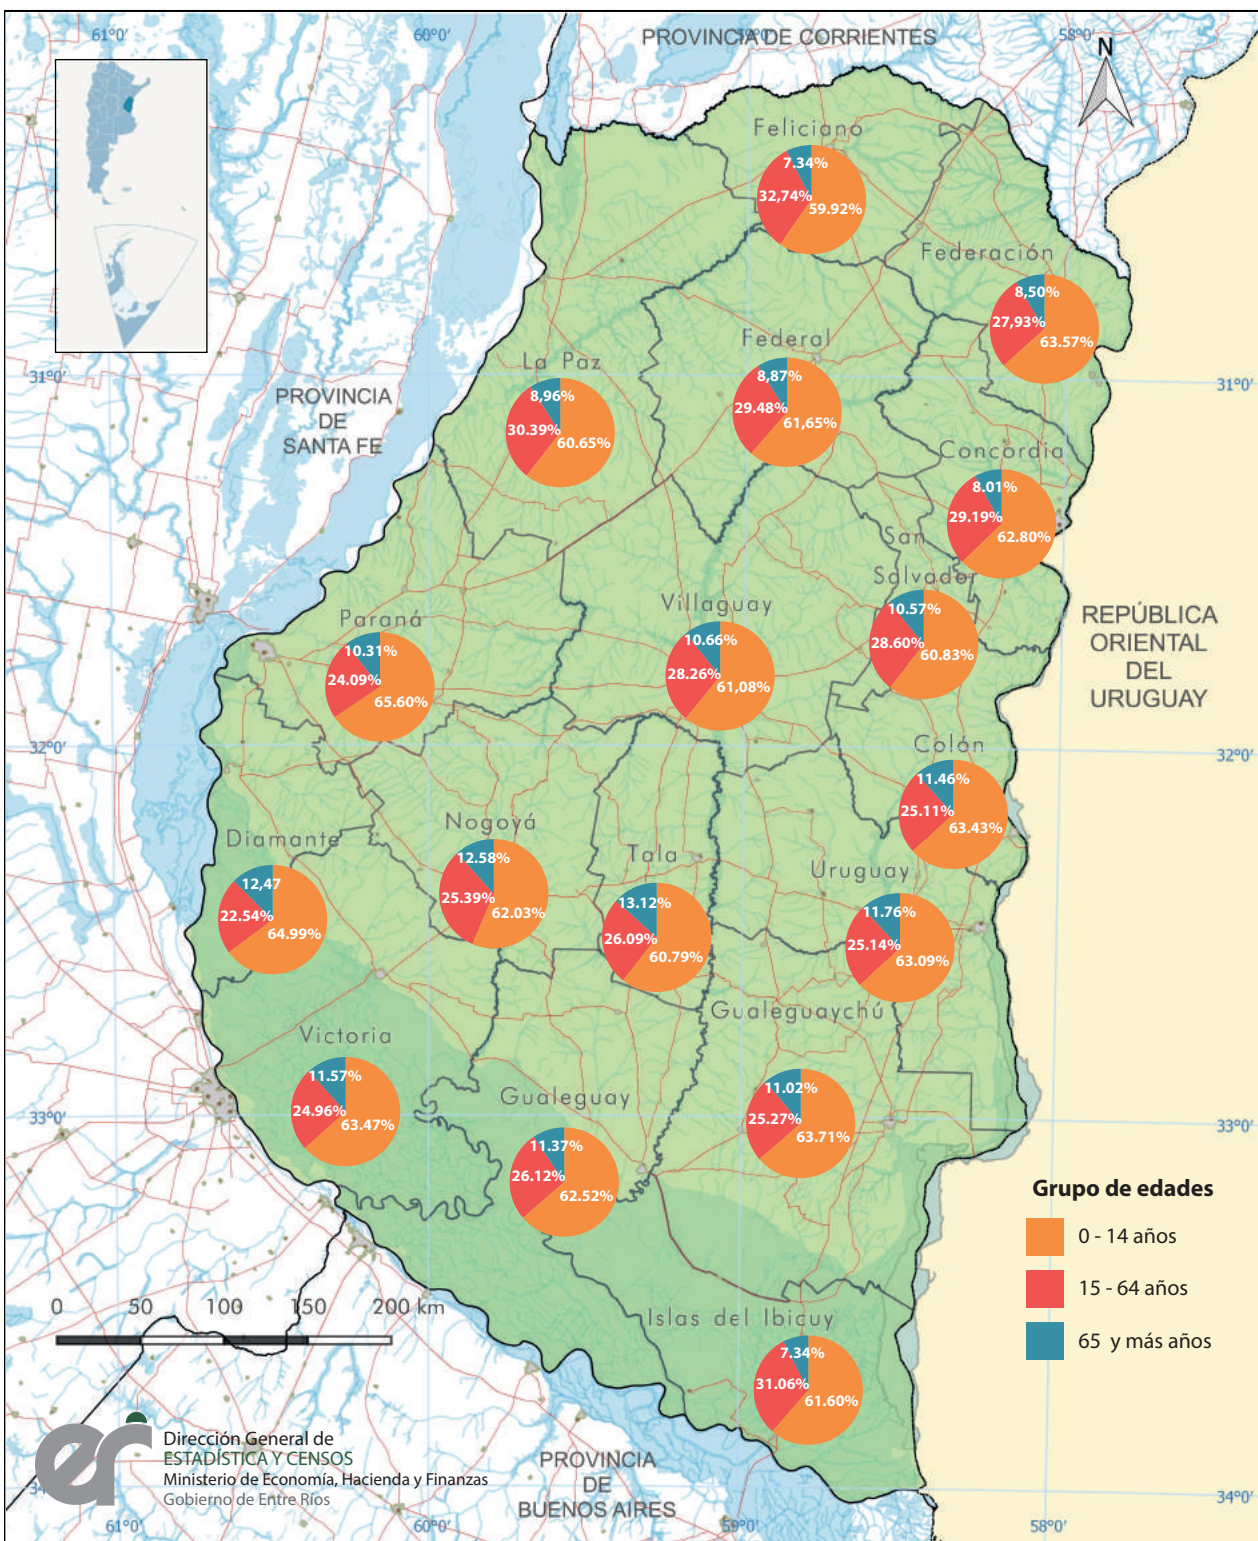 61°0'
60°0'
59°0'
58°0'
PROVINCIA DE CORRIENTES
N
Feliciano
7.34%
32,74%
59.92%
Federación
8,50%
27,93%
63.57%
Federal
8,87%
29.48%
61,65%
La Paz
8,96%
30.39%
60.65%
31°0'
31°0'
PROVINCIA
DE
SANTA FE
Concordia
8.01%
29.19%
62.80%
San
Salvador
10.57%
28.60%
60.83%
Villaguay
10.66%
28.26%
61,08%
Paraná
10.31%
24.09%
65.60%
REPÚBLICA
ORIENTAL
DEL
URUGUAY
32°0'
32°0'
Colón
11.46%
25.11%
63.43%
Nogoyá
12.58%
25.39%
62.03%
Diamante
12,47
22.54%
64.99%
Tala
13.12%
26.09%
60.79%
Uruguay
11.76%
25.14%
63.09%
Gualeguaychú
11.02%
25.27%
63.71%
Victoria
11.57%
24.96%
63.47%
Gualeguay
11.37%
26.12%
62.52%
33°0'
33°0'
Grupo de edades
0 - 14 años
15 - 64 años
65 y más años
0 50 100 150 200 km
Islas del Ibicuy
7.34%
31.06%
61.60%
er
Dirección General de
ESTADÍSTICA Y CENSOS
Ministerio de Economía, Hacienda y Finanzas
Gobierno de Entre Ríos
PROVINCIA
DE
BUENOS AIRES
34°0'
61°0'
60°0'
59°0'
58°0'